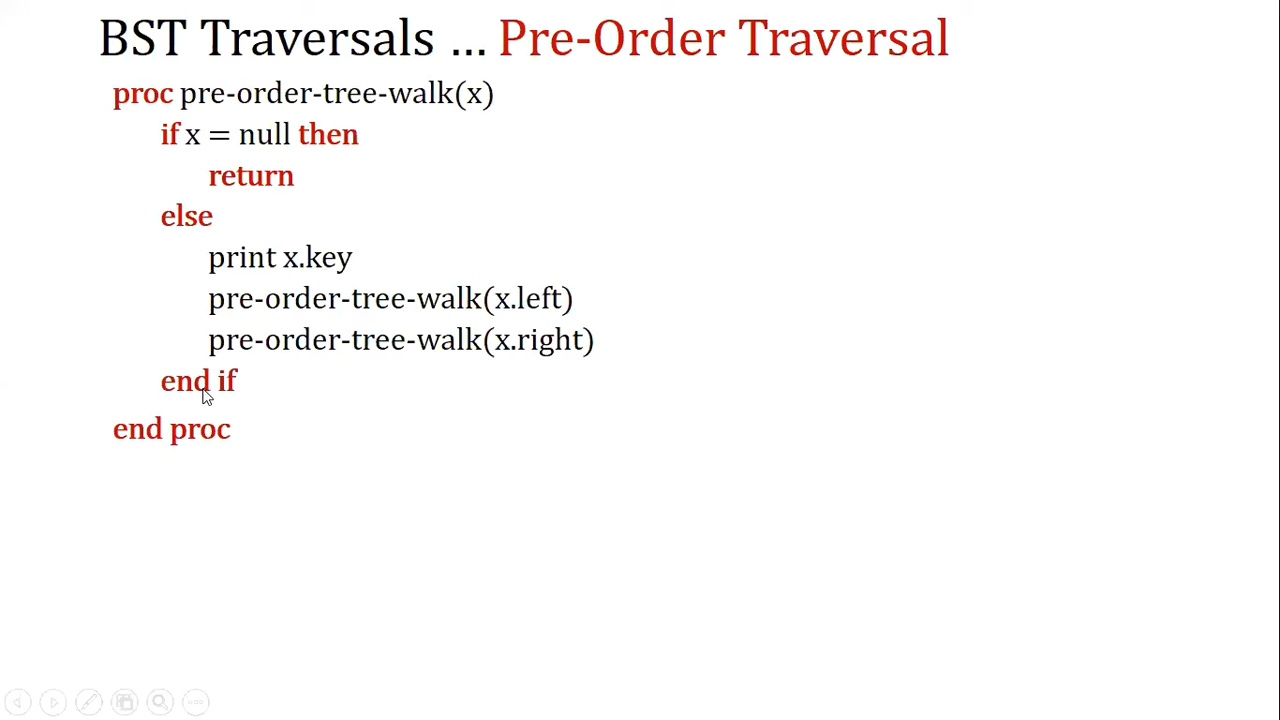 BST Traversals ... Pre-Order Traversal
proc pre-order-tree-walk(x)
if x = null then
return
else
print x.key
pre-order-tree-walk(x.left)
pre-order-tree-walk(x.right)
end if
end proc